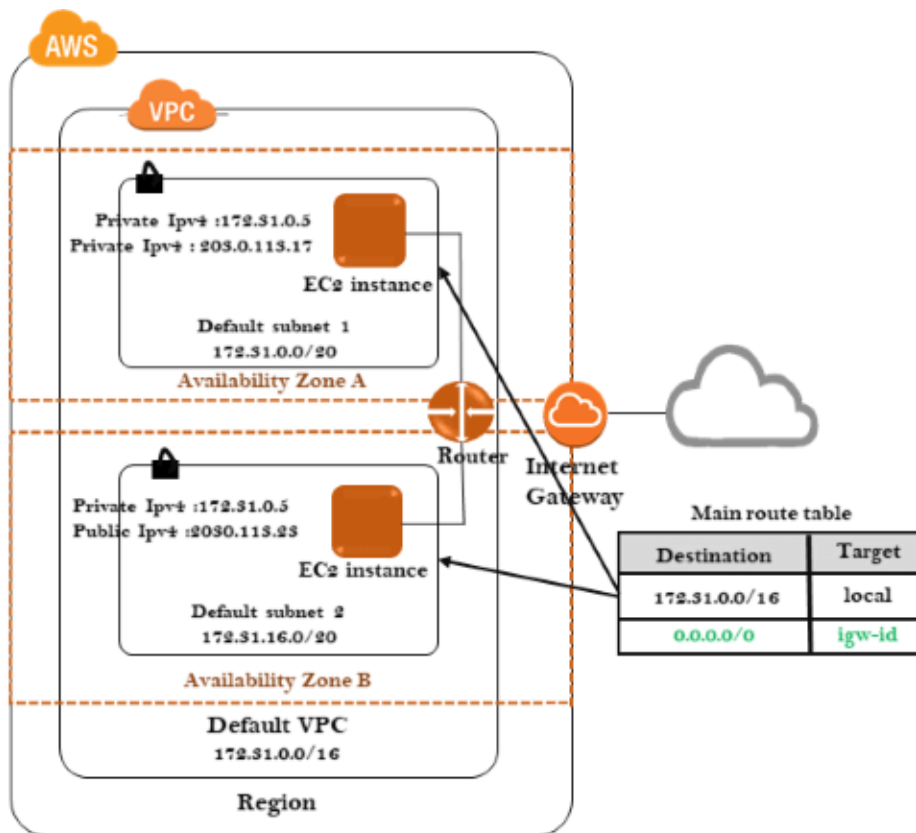 AWS
VPC
Private Ipv4 :172.31.0.5
Private Ipv4 : 203.0.113.17
EC2 instance
Default subnet 1
172.31.0.0/20
Availability Zone A
Router
Internet
Gateway
Private Ipv4 :172.31.0.5
Public Ipv4 :2030.113.23
EC2 instance
Default subnet 2
172.31.16.0/20
Availability Zone B
Default VPC
172.31.0.0/16
Region
Main route table
Destination Target
172.31.0.0/16 local
0.0.0.0/0 igw-id